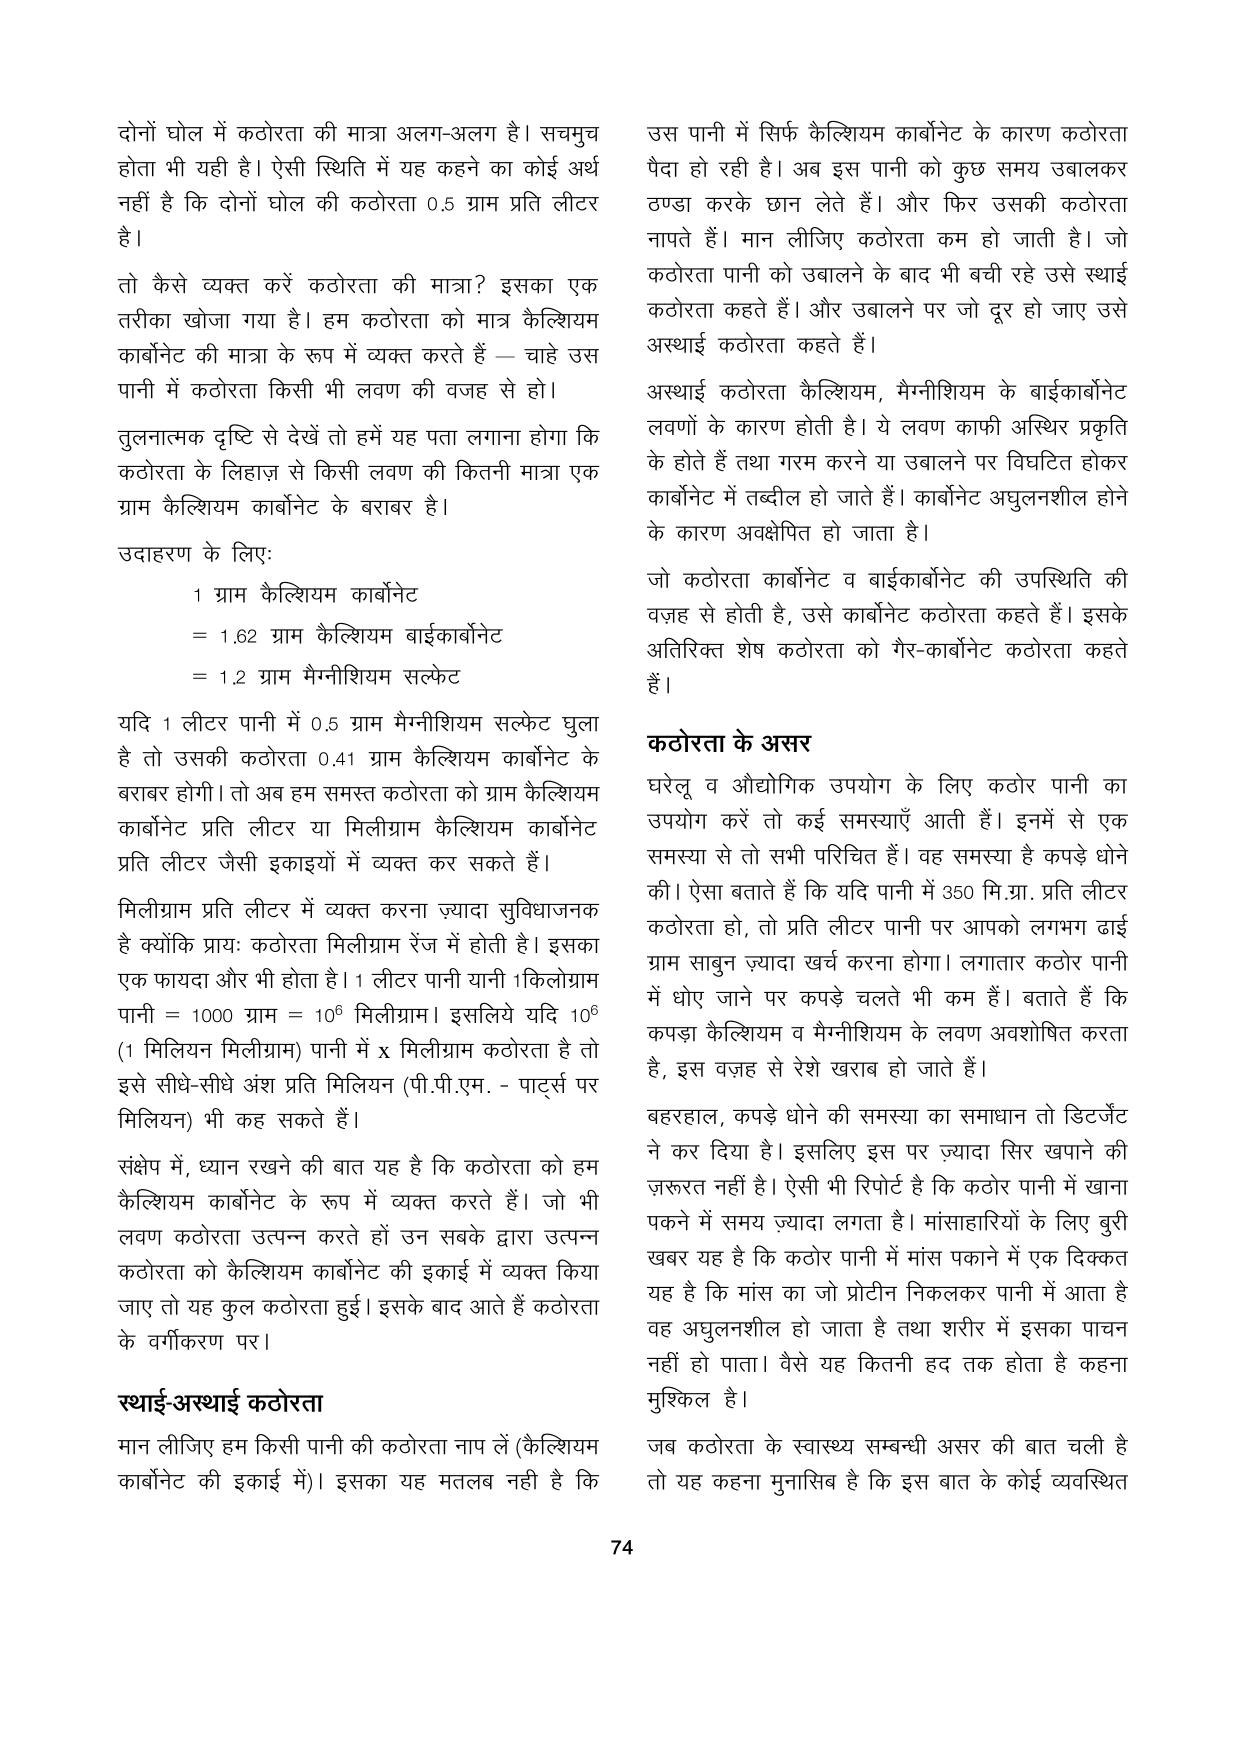 दोनों घोल में कठोरता की मात्रा अलग-अलग है। सचमुच
होता भी यही है। ऐसी स्थिति में यह कहने का कोई अर्थ
नहीं है कि दोनों घोल की कठोरता 0.5 ग्राम प्रति लीटर
है।
तो कैसे व्यक्त करें कठोरता की मात्रा? इसका एक
तरीका खोजा गया है। हम कठोरता को मात्र कैल्शियम
कार्बोनेट की मात्रा के रूप में व्यक्त करते हैं — चाहे उस
पानी में कठोरता किसी भी लवण की वजह से हो।
तुलनात्मक दृष्टि से देखें तो हमें यह पता लगाना होगा कि
कठोरता के लिहाज़ से किसी लवण की कितनी मात्रा एक
ग्राम कैल्शियम कार्बोनेट के बराबर है।
उदाहरण के लिए:
1 ग्राम कैल्शियम कार्बोनेट
= 1.62 ग्राम कैल्शियम बाईकार्बोनेट
= 1.2 ग्राम मैग्नीशियम सल्फेट
यदि 1 लीटर पानी में 0.5 ग्राम मैग्नीशियम सल्फेट घुला
है तो उसकी कठोरता 0.41 ग्राम कैल्शियम कार्बोनेट के
बराबर होगी। तो अब हम समस्त कठोरता को ग्राम कैल्शियम
कार्बोनेट प्रति लीटर या मिलीग्राम कैल्शियम कार्बोनेट
प्रति लीटर जैसी इकाइयों में व्यक्त कर सकते हैं।
मिलीग्राम प्रति लीटर में व्यक्त करना ज़्यादा सुविधाजनक
है क्योंकि प्रायः कठोरता मिलीग्राम रेंज में होती है। इसका
एक फायदा और भी होता है। 1 लीटर पानी यानी 1किलोग्राम
पानी = 1000 ग्राम = 10⁶ मिलीग्राम। इसलिये यदि 10⁶
(1 मिलियन मिलीग्राम) पानी में x मिलीग्राम कठोरता है तो
इसे सीधे-सीधे अंश प्रति मिलियन (पी.पी.एम. - पार्ट्स पर
मिलियन) भी कह सकते हैं।
संक्षेप में, ध्यान रखने की बात यह है कि कठोरता को हम
कैल्शियम कार्बोनेट के रूप में व्यक्त करते हैं। जो भी
लवण कठोरता उत्पन्न करते हों उन सबके द्वारा उत्पन्न
कठोरता को कैल्शियम कार्बोनेट की इकाई में व्यक्त किया
जाए तो यह कुल कठोरता हुई। इसके बाद आते हैं कठोरता
के वर्गीकरण पर।
स्थाई-अस्थाई कठोरता
मान लीजिए हम किसी पानी की कठोरता नाप लें (कैल्शियम
कार्बोनेट की इकाई में)। इसका यह मतलब नही है कि
उस पानी में सिर्फ कैल्शियम कार्बोनेट के कारण कठोरता
पैदा हो रही है। अब इस पानी को कुछ समय उबालकर
ठण्डा करके छान लेते हैं। और फिर उसकी कठोरता
नापते हैं। मान लीजिए कठोरता कम हो जाती है। जो
कठोरता पानी को उबालने के बाद भी बची रहे उसे स्थाई
कठोरता कहते हैं। और उबालने पर जो दूर हो जाए उसे
अस्थाई कठोरता कहते हैं।
अस्थाई कठोरता कैल्शियम, मैग्नीशियम के बाईकार्बोनेट
लवणों के कारण होती है। ये लवण काफी अस्थिर प्रकृति
के होते हैं तथा गरम करने या उबालने पर विघटित होकर
कार्बोनेट में तब्दील हो जाते हैं। कार्बोनेट अघुलनशील होने
के कारण अवक्षेपित हो जाता है।
जो कठोरता कार्बोनेट व बाईकार्बोनेट की उपस्थिति की
वज़ह से होती है, उसे कार्बोनेट कठोरता कहते हैं। इसके
अतिरिक्त शेष कठोरता को गैर-कार्बोनेट कठोरता कहते
हैं।
कठोरता के असर
घरेलू व औद्योगिक उपयोग के लिए कठोर पानी का
उपयोग करें तो कई समस्याएँ आती हैं। इनमें से एक
समस्या से तो सभी परिचित हैं। वह समस्या है कपड़े धोने
की। ऐसा बताते हैं कि यदि पानी में 350 मि.ग्रा. प्रति लीटर
कठोरता हो, तो प्रति लीटर पानी पर आपको लगभग ढाई
ग्राम साबुन ज़्यादा खर्च करना होगा। लगातार कठोर पानी
में धोए जाने पर कपड़े चलते भी कम हैं। बताते हैं कि
कपड़ा कैल्शियम व मैग्नीशियम के लवण अवशोषित करता
है, इस वज़ह से रेशे खराब हो जाते हैं।
बहरहाल, कपड़े धोने की समस्या का समाधान तो डिटर्जेंट
ने कर दिया है। इसलिए इस पर ज़्यादा सिर खपाने की
ज़रूरत नहीं है। ऐसी भी रिपोर्ट है कि कठोर पानी में खाना
पकने में समय ज़्यादा लगता है। मांसाहारियों के लिए बुरी
खबर यह है कि कठोर पानी में मांस पकाने में एक दिक्कत
यह है कि मांस का जो प्रोटीन निकलकर पानी में आता है
वह अघुलनशील हो जाता है तथा शरीर में इसका पाचन
नहीं हो पाता। वैसे यह कितनी हद तक होता है कहना
मुश्किल है।
जब कठोरता के स्वास्थ्य सम्बन्धी असर की बात चली है
तो यह कहना मुनासिब है कि इस बात के कोई व्यवस्थित
74